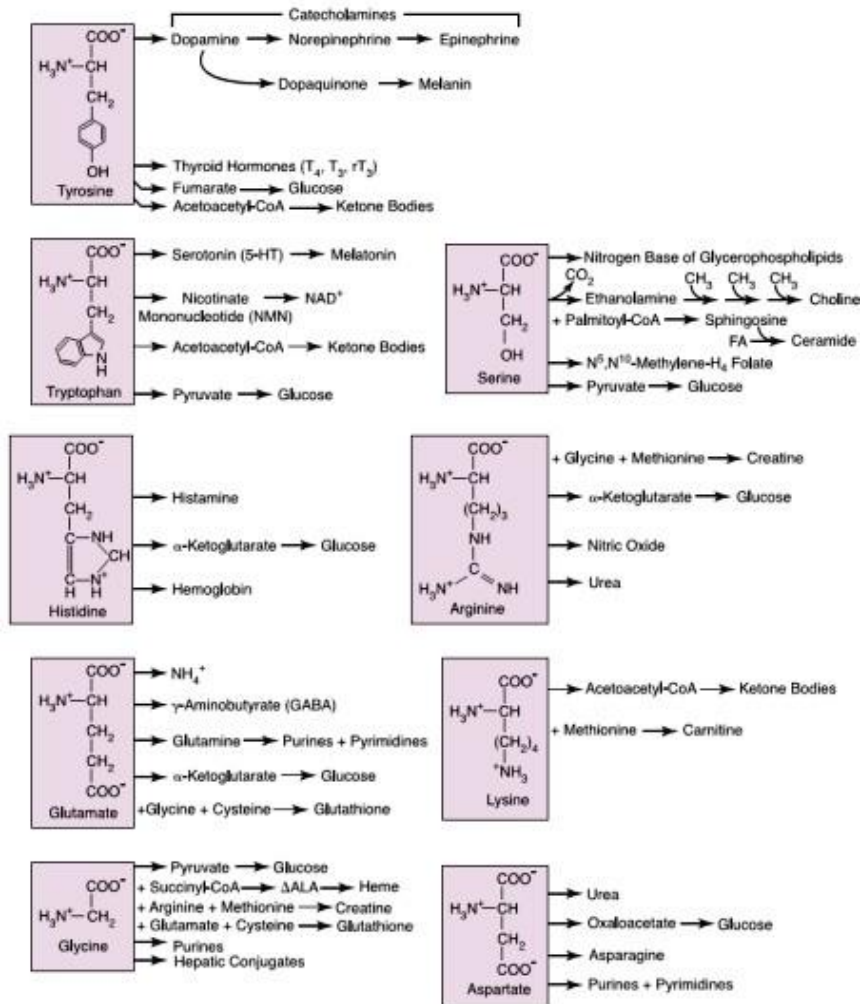 Catecholamines
COO⁻
H₃N⁺—CH
CH₂
OH
Tyrosine
Dopamine → Norepinephrine → Epinephrine
Dopaquinone → Melanin
Thyroid Hormones (T₄, T₃, rT₃)
Fumarate → Glucose
Acetoacetyl-CoA → Ketone Bodies
COO⁻
H₃N⁺—CH
CH₂
N
H
Tryptophan
Serotonin (5-HT) → Melatonin
Nicotinate → NAD⁺
Mononucleotide (NMN)
Acetoacetyl-CoA → Ketone Bodies
Pyruvate → Glucose
COO⁻
H₃N⁺—CH
CH₂
OH
Serine
Nitrogen Base of Glycerophospholipids
CO₂ CH₃ CH₃ CH₃
Ethanolamine → → → Choline
+ Palmitoyl-CoA → Sphingosine
FA → Ceramide
N⁵,N¹⁰-Methylene-H₄ Folate
Pyruvate → Glucose
COO⁻
H₃N⁺—CH
CH₂
NH
CH
C N⁺
H H
Histidine
Histamine
α-Ketoglutarate → Glucose
Hemoglobin
COO⁻
H₃N⁺—CH
(CH₂)₃
NH
C
H₃N⁺ NH
Arginine
+ Glycine + Methionine → Creatine
α-Ketoglutarate → Glucose
Nitric Oxide
Urea
COO⁻
H₃N⁺—CH
CH₂
CH₂
COO⁻
Glutamate
NH₄⁺
γ-Aminobutyrate (GABA)
Glutamine → Purines + Pyrimidines
α-Ketoglutarate → Glucose
+Glycine + Cysteine → Glutathione
COO⁻
H₃N⁺—CH
(CH₂)₄
⁺NH₃
Lysine
Acetoacetyl-CoA → Ketone Bodies
+ Methionine → Carnitine
COO⁻
H₃N⁺—CH₂
Glycine
Pyruvate → Glucose
+ Succinyl-CoA → ΔALA → Heme
+ Arginine + Methionine → Creatine
+ Glutamate + Cysteine → Glutathione
Purines
Hepatic Conjugates
COO⁻
H₃N⁺—CH
CH₂
COO⁻
Aspartate
Urea
Oxaloacetate → Glucose
Asparagine
Purines + Pyrimidines